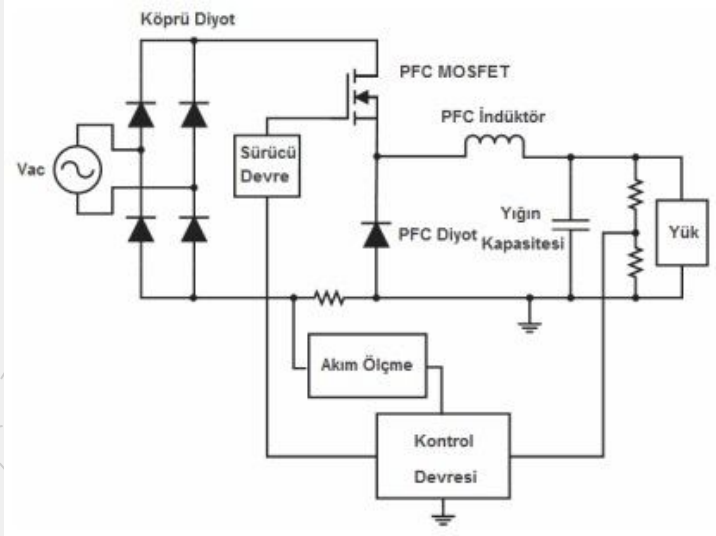 Köprü Diyot
PFC MOSFET
PFC İndüktör
Sürücü
Devre
Vac
PFC Diyot
Yığın
Kapasitesi
Yük
Akım Ölçme
Kontrol
Devresi